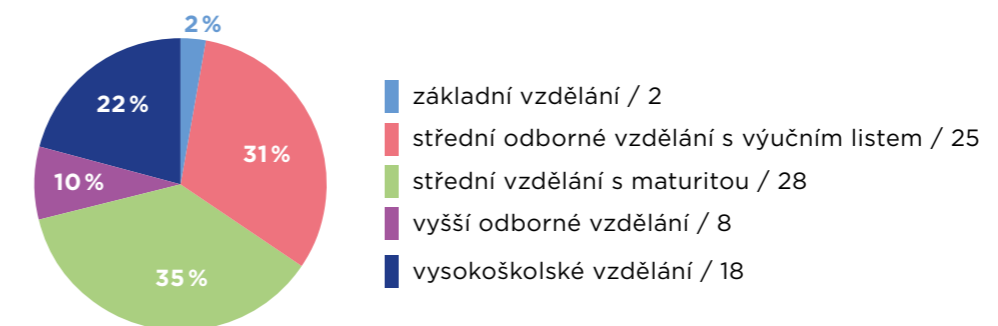 2 %
22 %
31 %
10 %
35 %
základní vzdělání / 2
střední odborné vzdělání s výučním listem / 25
střední vzdělání s maturitou / 28
vyšší odborné vzdělání / 8
vysokoškolské vzdělání / 18